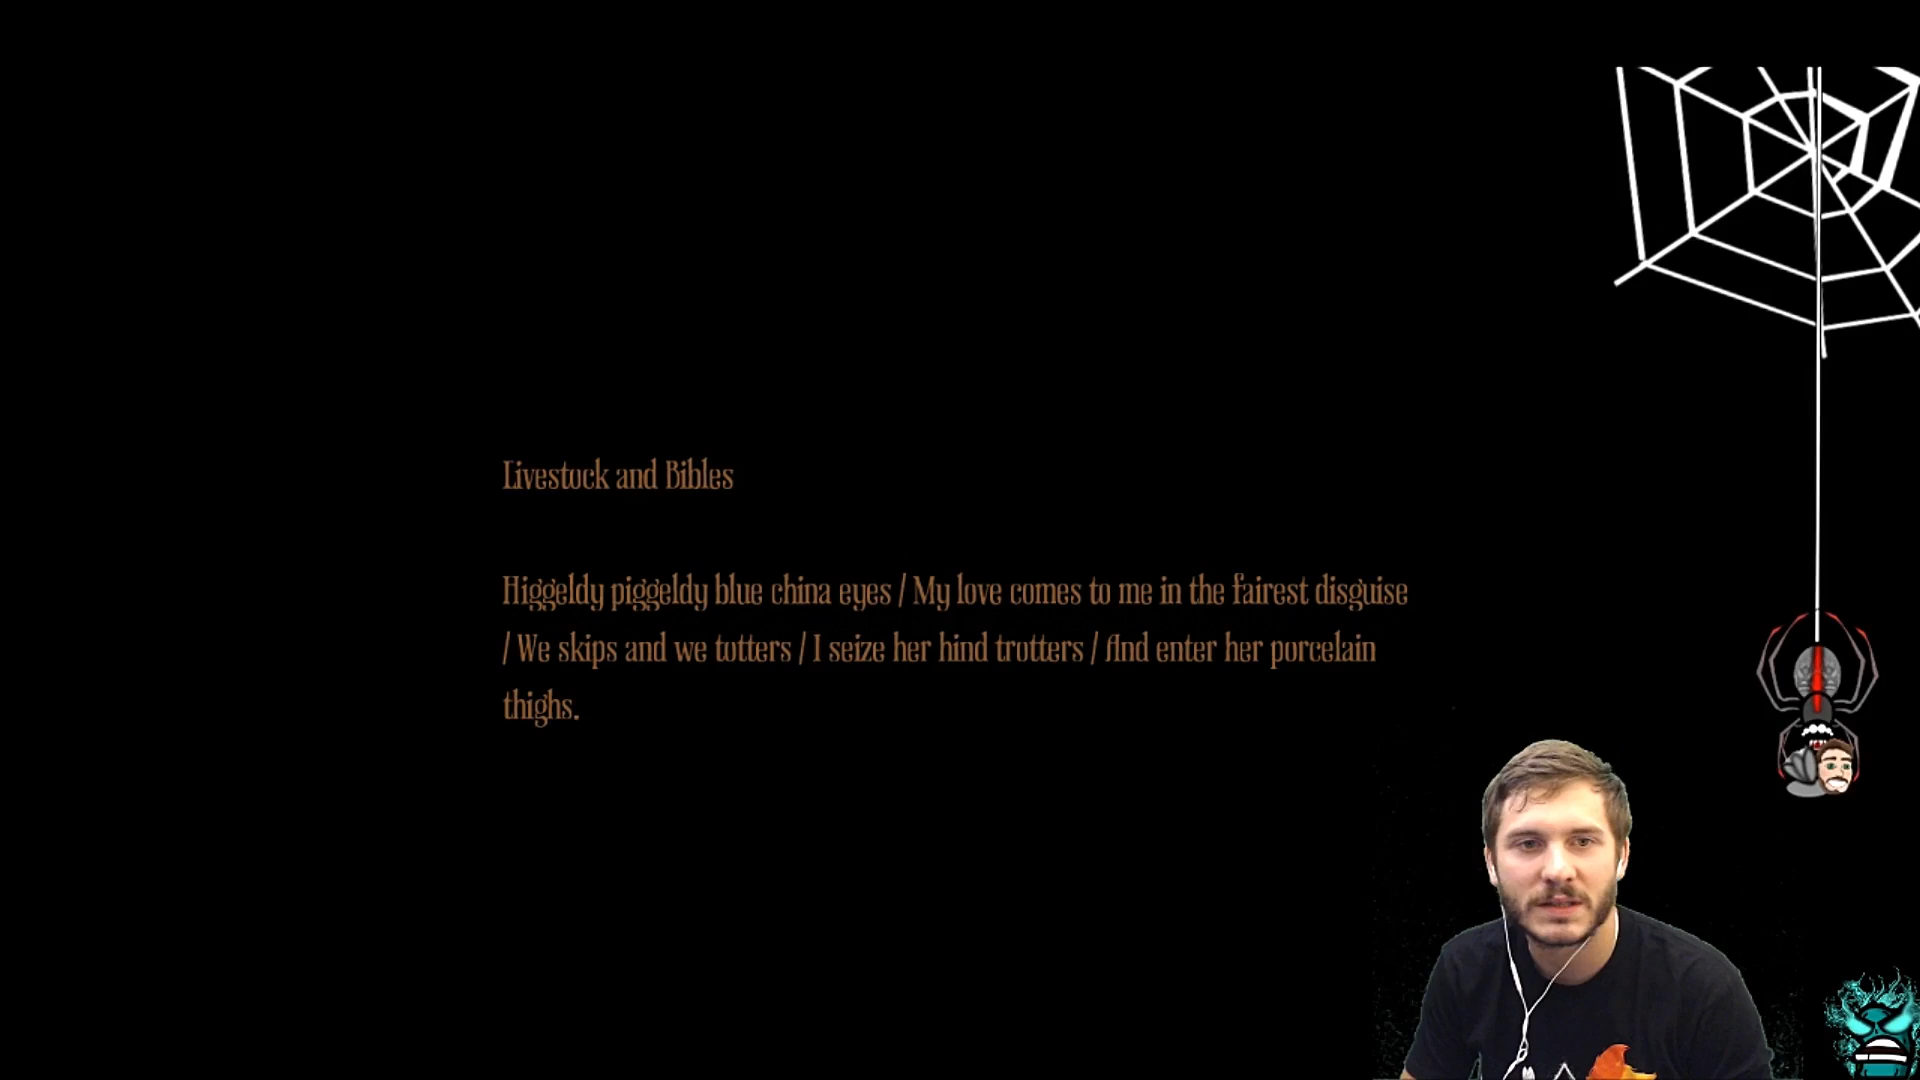 Livestock and Bibles
Higgeldy piggeldy blue china eyes / My love comes to me in the fairest disguise
/ We skips and we totters / I seize her hind trotters / And enter her porcelain
thighs.